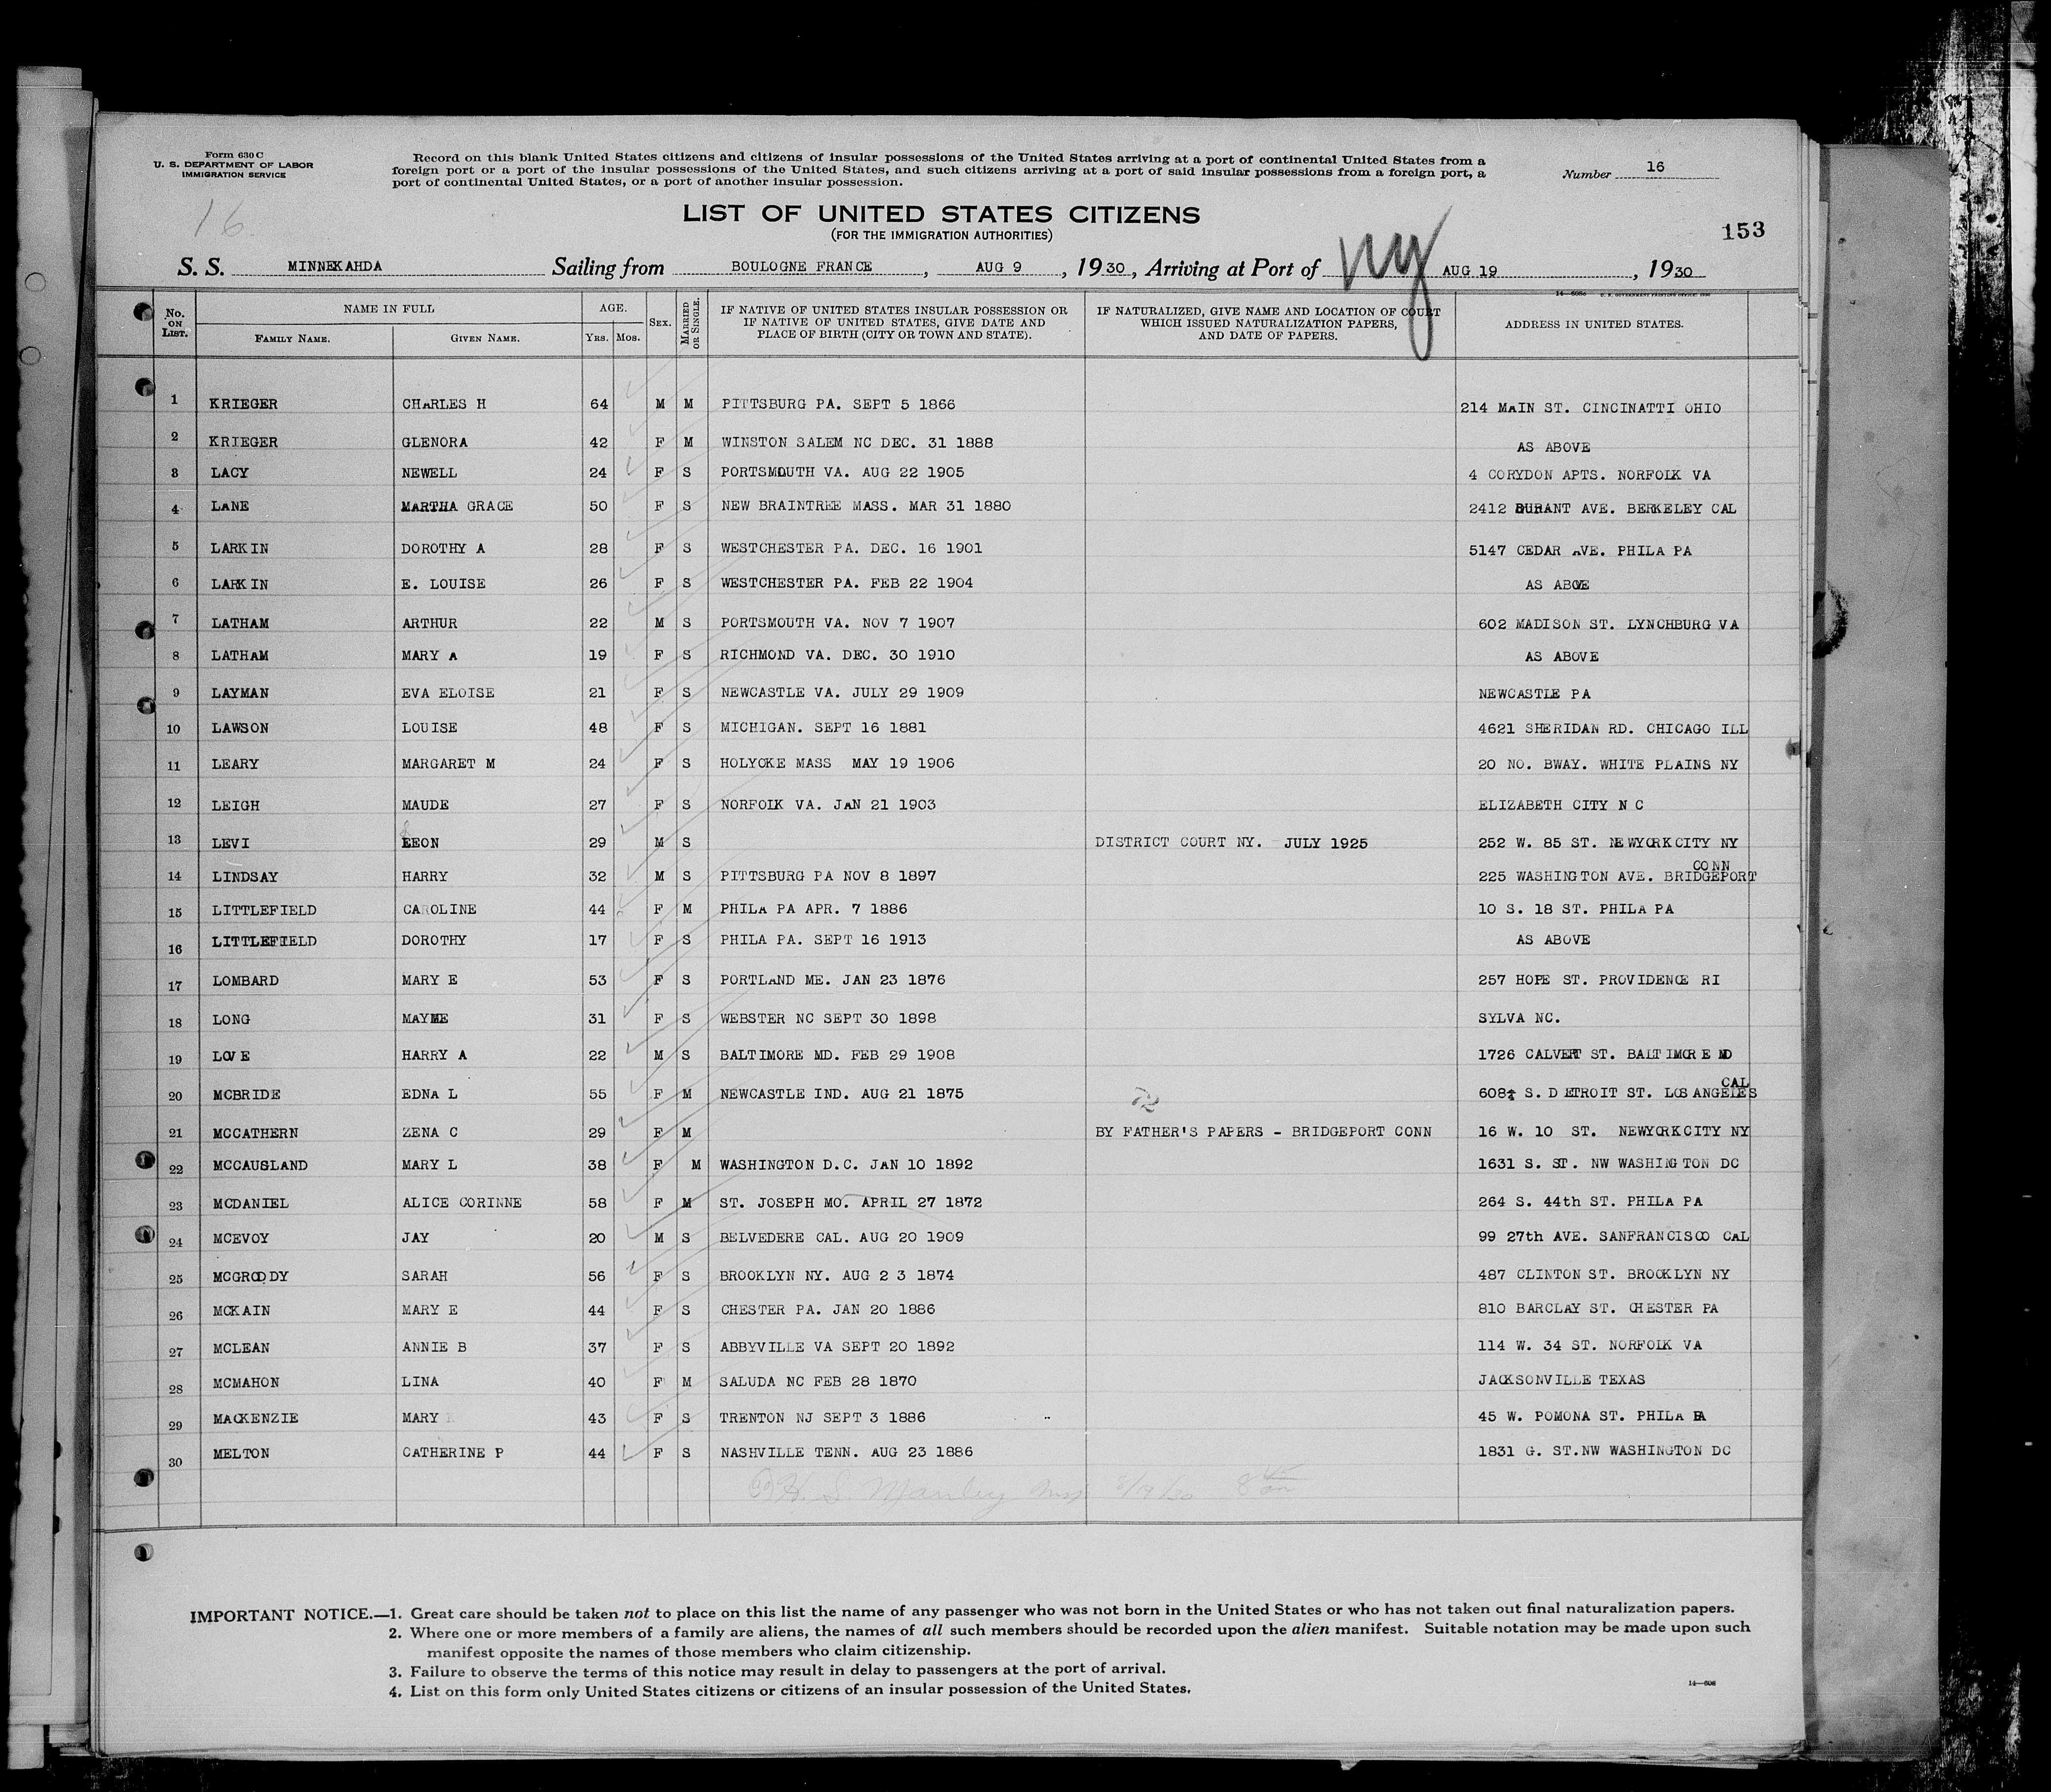 Form 630 C
U. S. DEPARTMENT OF LABOR
IMMIGRATION SERVICE
Record on this blank United States citizens and citizens of insular possessions of the United States arriving at a port of continental United States from a
foreign port or a port of the insular possessions of the United States, and such citizens arriving at a port of said insular possessions from a foreign port, a
port of continental United States, or a port of another insular possession.
Number 16
16
LIST OF UNITED STATES CITIZENS
(FOR THE IMMIGRATION AUTHORITIES)
153
S. S. MINNEKAHDA Sailing from BOULOGNE FRANCE, AUG 9, 1930, Arriving at Port of NY AUG 19, 1930
No. ON LIST. NAME IN FULL FAMILY NAME. GIVEN NAME. AGE. YRS. MOS. SEX. MARRIED OR SINGLE. IF NATIVE OF UNITED STATES INSULAR POSSESSION OR IF NATIVE OF UNITED STATES, GIVE DATE AND PLACE OF BIRTH (CITY OR TOWN AND STATE). IF NATURALIZED, GIVE NAME AND LOCATION OF COURT WHICH ISSUED NATURALIZATION PAPERS, AND DATE OF PAPERS. ADDRESS IN UNITED STATES.
1 KRIEGER CHARLES H 64 M M PITTSBURG PA. SEPT 5 1866 214 MAIN ST. CINCINATTI OHIO
2 KRIEGER GLENORA 42 F M WINSTON SALEM NC DEC. 31 1888 AS ABOVE
3 LACY NEWELL 24 F S PORTSMOUTH VA. AUG 22 1905 4 CORYDON APTS. NORFOLK VA
4 LANE MARTHA GRACE 50 F S NEW BRAINTREE MASS. MAR 31 1880 2412 DURANT AVE. BERKELEY CAL
5 LARKIN DOROTHY A 28 F S WESTCHESTER PA. DEC. 16 1901 5147 CEDAR AVE. PHILA PA
6 LARKIN E. LOUISE 26 F S WESTCHESTER PA. FEB 22 1904 AS ABOVE
7 LATHAM ARTHUR 22 M S PORTSMOUTH VA. NOV 7 1907 602 MADISON ST. LYNCHBURG VA
8 LATHAM MARY A 19 F S RICHMOND VA. DEC. 30 1910 AS ABOVE
9 LAYMAN EVA ELOISE 21 F S NEWCASTLE VA. JULY 29 1909 NEWCASTLE PA
10 LAWSON LOUISE 48 F S MICHIGAN. SEPT 16 1881 4621 SHERIDAN RD. CHICAGO ILL
11 LEARY MARGARET M 24 F S HOLYOKE MASS MAY 19 1906 20 NO. BWAY. WHITE PLAINS NY
12 LEIGH MAUDE 27 F S NORFOLK VA. JAN 21 1903 ELIZABETH CITY N C
13 LEVI LEON 29 M S DISTRICT COURT NY. JULY 1925 252 W. 85 ST. NEWYORKCITY NY
14 LINDSAY HARRY 32 M S PITTSBURG PA NOV 8 1897 225 WASHINGTON AVE. BRIDGEPORT CONN
15 LITTLEFIELD CAROLINE 44 F M PHILA PA APR. 7 1886 10 S. 18 ST. PHILA PA
16 LITTLEFIELD DOROTHY 17 F S PHILA PA. SEPT 16 1913 AS ABOVE
17 LOMBARD MARY E 53 F S PORTLAND ME. JAN 23 1876 257 HOPE ST. PROVIDENCE RI
18 LONG MAYME 31 F S WEBSTER NC SEPT 30 1898 SYLVA NC.
19 LOVE HARRY A 22 M S BALTIMORE MD. FEB 29 1908 1726 CALVERT ST. BALTIMORE MD
20 MCBRIDE EDNA L 55 F M NEWCASTLE IND. AUG 21 1875 608 S. DETROIT ST. LOS ANGELES CAL
21 MCCATHERN ZENA C 29 F M BY FATHER'S PAPERS - BRIDGEPORT CONN 16 W. 10 ST. NEWYORKCITY NY
22 MCCAUSLAND MARY L 38 F M WASHINGTON D.C. JAN 10 1892 1631 S. ST. NW WASHINGTON DC
23 MCDANIEL ALICE CORINNE 58 F M ST. JOSEPH MO. APRIL 27 1872 264 S. 44th ST. PHILA PA
24 MCEVOY JAY 20 M S BELVEDERE CAL. AUG 20 1909 99 27th AVE. SANFRANCISCO CAL
25 MCGROODY SARAH 56 F S BROOKLYN NY. AUG 2 3 1874 487 CLINTON ST. BROOKLYN NY
26 MCKAIN MARY E 44 F S CHESTER PA. JAN 20 1886 810 BARCLAY ST. CHESTER PA
27 MCLEAN ANNIE B 37 F S ABBYVILLE VA SEPT 20 1892 114 W. 34 ST. NORFOLK VA
28 MCMAHON LINA 40 F M SALUDA NC FEB 28 1870 JACKSONVILLE TEXAS
29 MACKENZIE MARY 43 F S TRENTON NJ SEPT 3 1886 45 W. POMONA ST. PHILA PA
30 MELTON CATHERINE P 44 F S NASHVILLE TENN. AUG 23 1886 1831 G. ST.NW WASHINGTON DC
H. S. Manley Insp 8/19/30
IMPORTANT NOTICE.—1. Great care should be taken not to place on this list the name of any passenger who was not born in the United States or who has not taken out final naturalization papers.
2. Where one or more members of a family are aliens, the names of all such members should be recorded upon the alien manifest. Suitable notation may be made upon such
manifest opposite the names of those members who claim citizenship.
3. Failure to observe the terms of this notice may result in delay to passengers at the port of arrival.
4. List on this form only United States citizens or citizens of an insular possession of the United States.
14—608